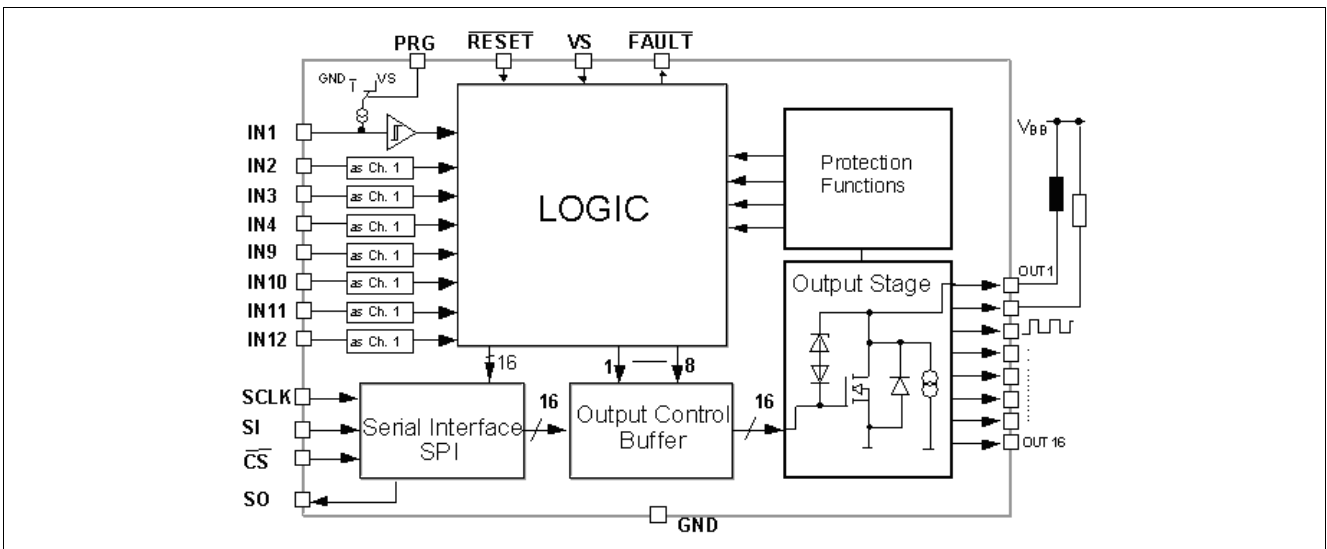 PRG RESET VS FAULT
GND VS
IN1
IN2 as Ch. 1
IN3 as Ch. 1
IN4 as Ch. 1
IN9 as Ch. 1
IN10 as Ch. 1
IN11 as Ch. 1
IN12 as Ch. 1
LOGIC
Protection
Functions
VBB
Output Stage
OUT1
OUT16
16
1 8
SCLK
SI
CS
SO
Serial Interface
SPI
16
Output Control
Buffer
16
GND